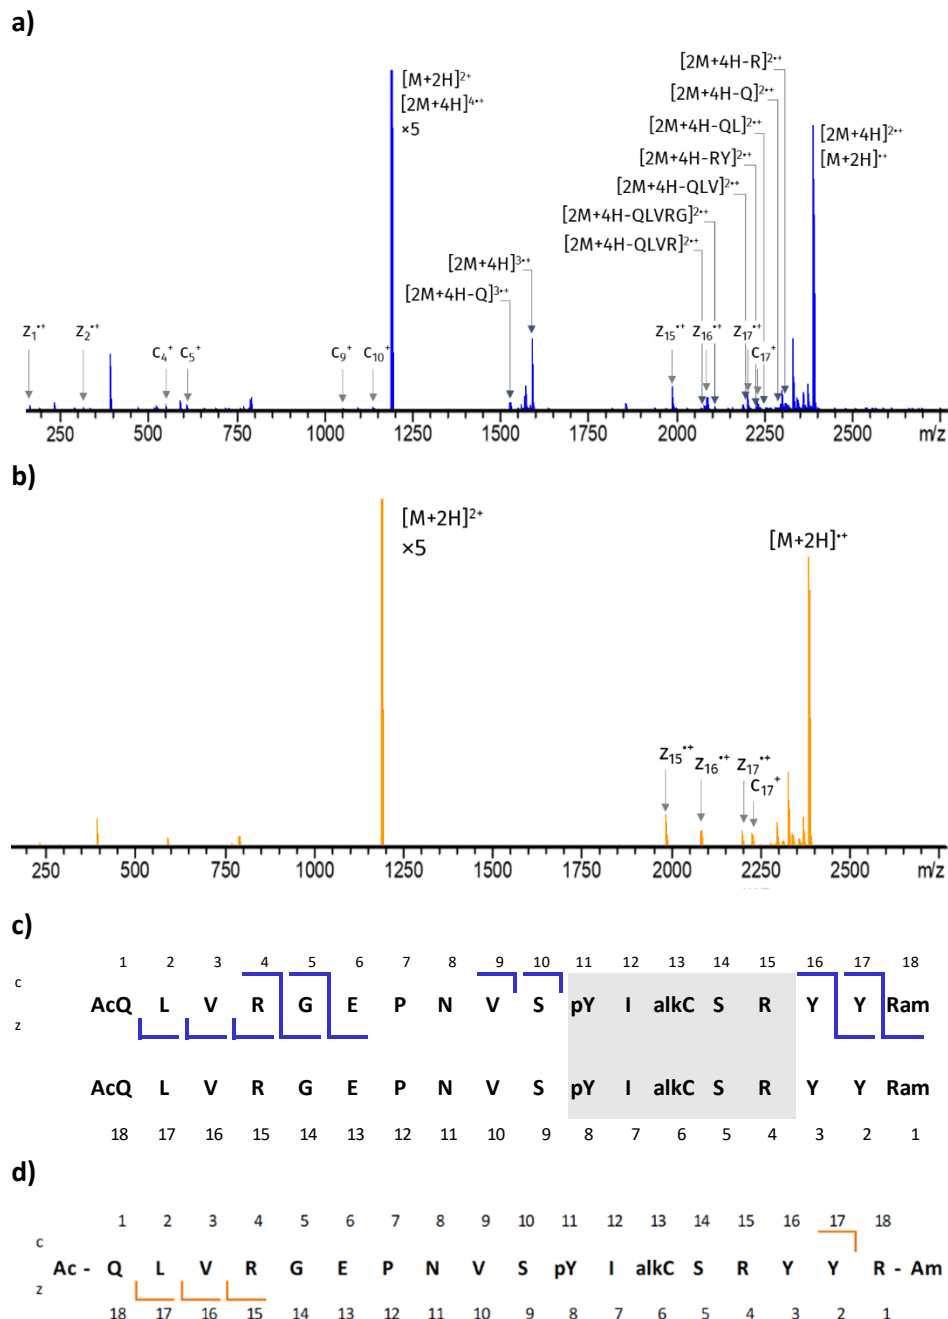 a)
[2M+4H-R]²•⁺
[M+2H]²⁺
[2M+4H-Q]²•⁺
[2M+4H]⁴•⁺
×5
[2M+4H-QL]²•⁺
[2M+4H]²•⁺
[2M+4H-RY]²•⁺
[M+2H]•⁺
[2M+4H-QLV]²•⁺
[2M+4H-QLVRG]²•⁺
[2M+4H-QLVR]²•⁺
[2M+4H]³•⁺
[2M+4H-Q]³•⁺
z₁•⁺ z₂•⁺ c₄⁺ c₅⁺ c₉⁺ c₁₀⁺ z₁₅•⁺ z₁₆•⁺ z₁₇•⁺
c₁₇⁺
250 500 750 1000 1250 1500 1750 2000 2250 2500 m/z
b)
[M+2H]²⁺
×5
[M+2H]•⁺
z₁₅•⁺ z₁₆•⁺ z₁₇•⁺
c₁₇⁺
250 500 750 1000 1250 1500 1750 2000 2250 2500 m/z
c)
1 2 3 4 5 6 7 8 9 10 11 12 13 14 15 16 17 18
c
AcQ L V R G E P N V S pY I alkC S R Y Y Ram
z
AcQ L V R G E P N V S pY I alkC S R Y Y Ram
18 17 16 15 14 13 12 11 10 9 8 7 6 5 4 3 2 1
d)
1 2 3 4 5 6 7 8 9 10 11 12 13 14 15 16 17 18
c
Ac - Q L V R G E P N V S pY I alkC S R Y Y R - Am
z
18 17 16 15 14 13 12 11 10 9 8 7 6 5 4 3 2 1